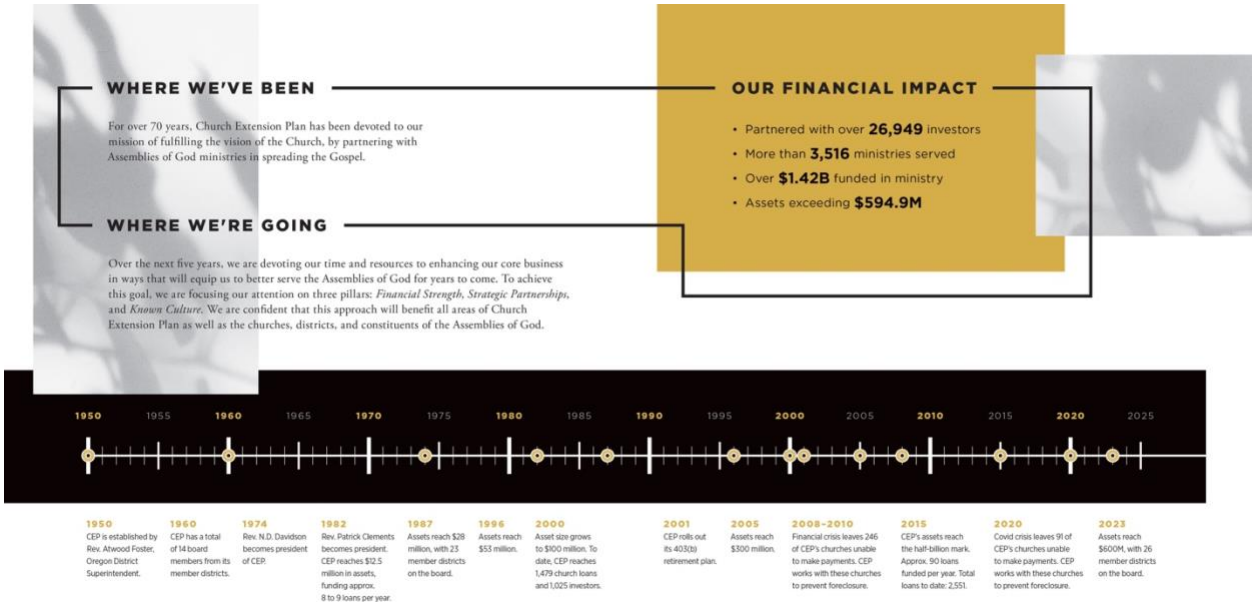 WHERE WE'VE BEEN
For over 70 years, Church Extension Plan has been devoted to our
mission of fulfilling the vision of the Church, by partnering with
Assemblies of God ministries in spreading the Gospel.
WHERE WE'RE GOING
Over the next five years, we are devoting our time and resources to enhancing our core business
in ways that will equip us to better serve the Assemblies of God for years to come. To achieve
this goal, we are focusing our attention on three pillars: Financial Strength, Strategic Partnerships,
and Known Culture. We are confident that this approach will benefit all areas of Church
Extension Plan as well as the churches, districts, and constituents of the Assemblies of God.
OUR FINANCIAL IMPACT
• Partnered with over 26,949 investors
• More than 3,516 ministries served
• Over $1.42B funded in ministry
• Assets exceeding $594.9M
1950 1955 1960 1965 1970 1975 1980 1985 1990 1995 2000 2005 2010 2015 2020 2025
1950
CEP is established by
Rev. Atwood Foster,
Oregon District
Superintendent.
1960
CEP has a total
of 14 board
members from its
member districts.
1974
Rev. N.D. Davidson
becomes president
of CEP.
1982
Rev. Patrick Clements
becomes president.
CEP reaches $12.5
million in assets,
funding approx.
8 to 9 loans per year.
1987
Assets reach $28
million, with 23
member districts
on the board.
1996
Assets reach
$53 million.
2000
Asset size grows
to $100 million. To
date, CEP reaches
1,479 church loans
and 1,025 investors.
2001
CEP rolls out
its 403(b)
retirement plan.
2005
Assets reach
$300 million.
2008-2010
Financial crisis leaves 246
of CEP's churches unable
to make payments. CEP
works with these churches
to prevent foreclosure.
2015
CEP's assets reach
the half-billion mark.
Approx. 90 loans
funded per year. Total
loans to date: 2,551.
2020
Covid crisis leaves 91 of
CEP's churches unable
to make payments. CEP
works with these churches
to prevent foreclosure.
2023
Assets reach
$600M, with 26
member districts
on the board.